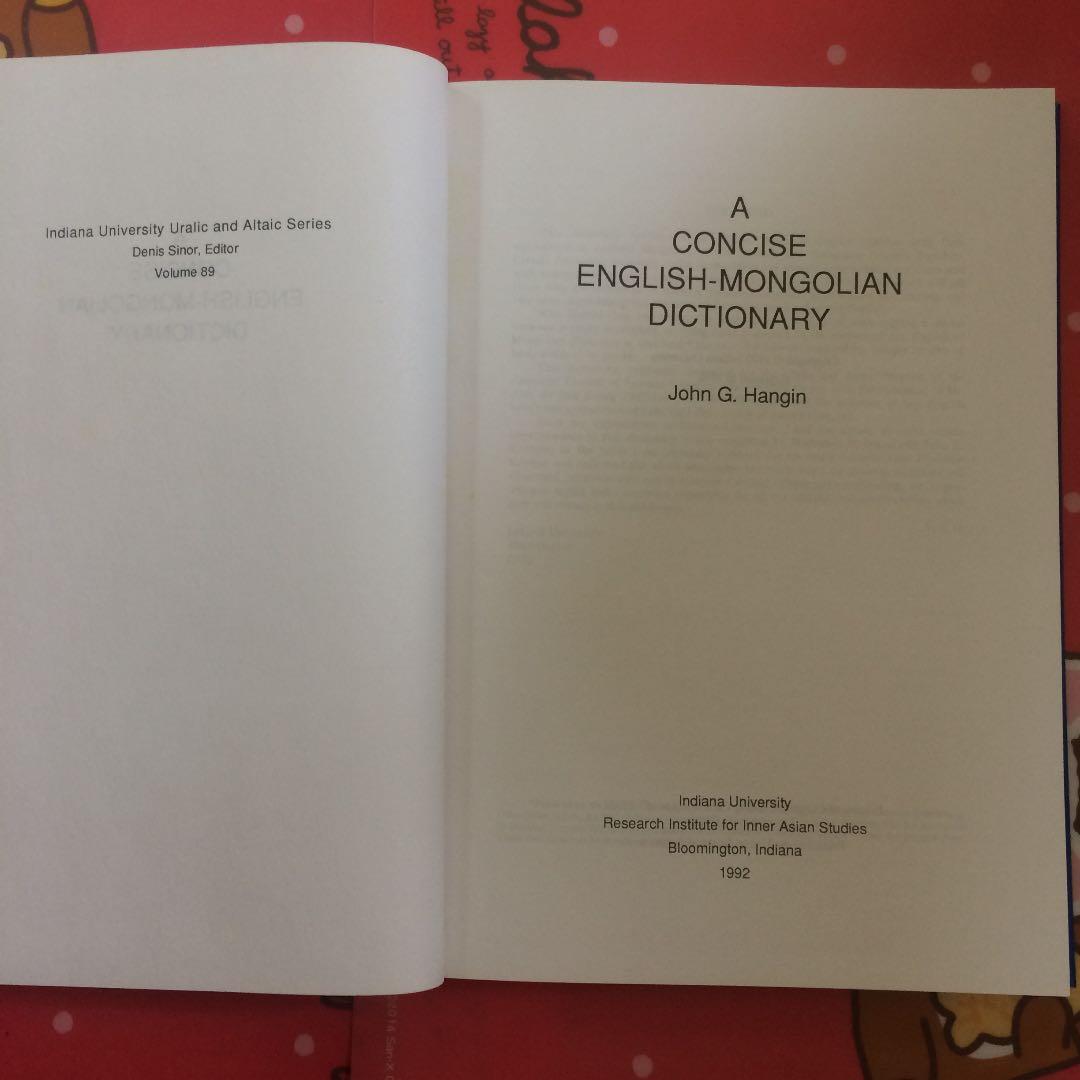 Indiana University Uralic and Altaic Series
Denis Sinor, Editor
Volume 89
A
CONCISE
ENGLISH-MONGOLIAN
DICTIONARY
John G. Hangin
Indiana University
Research Institute for Inner Asian Studies
Bloomington, Indiana
1992